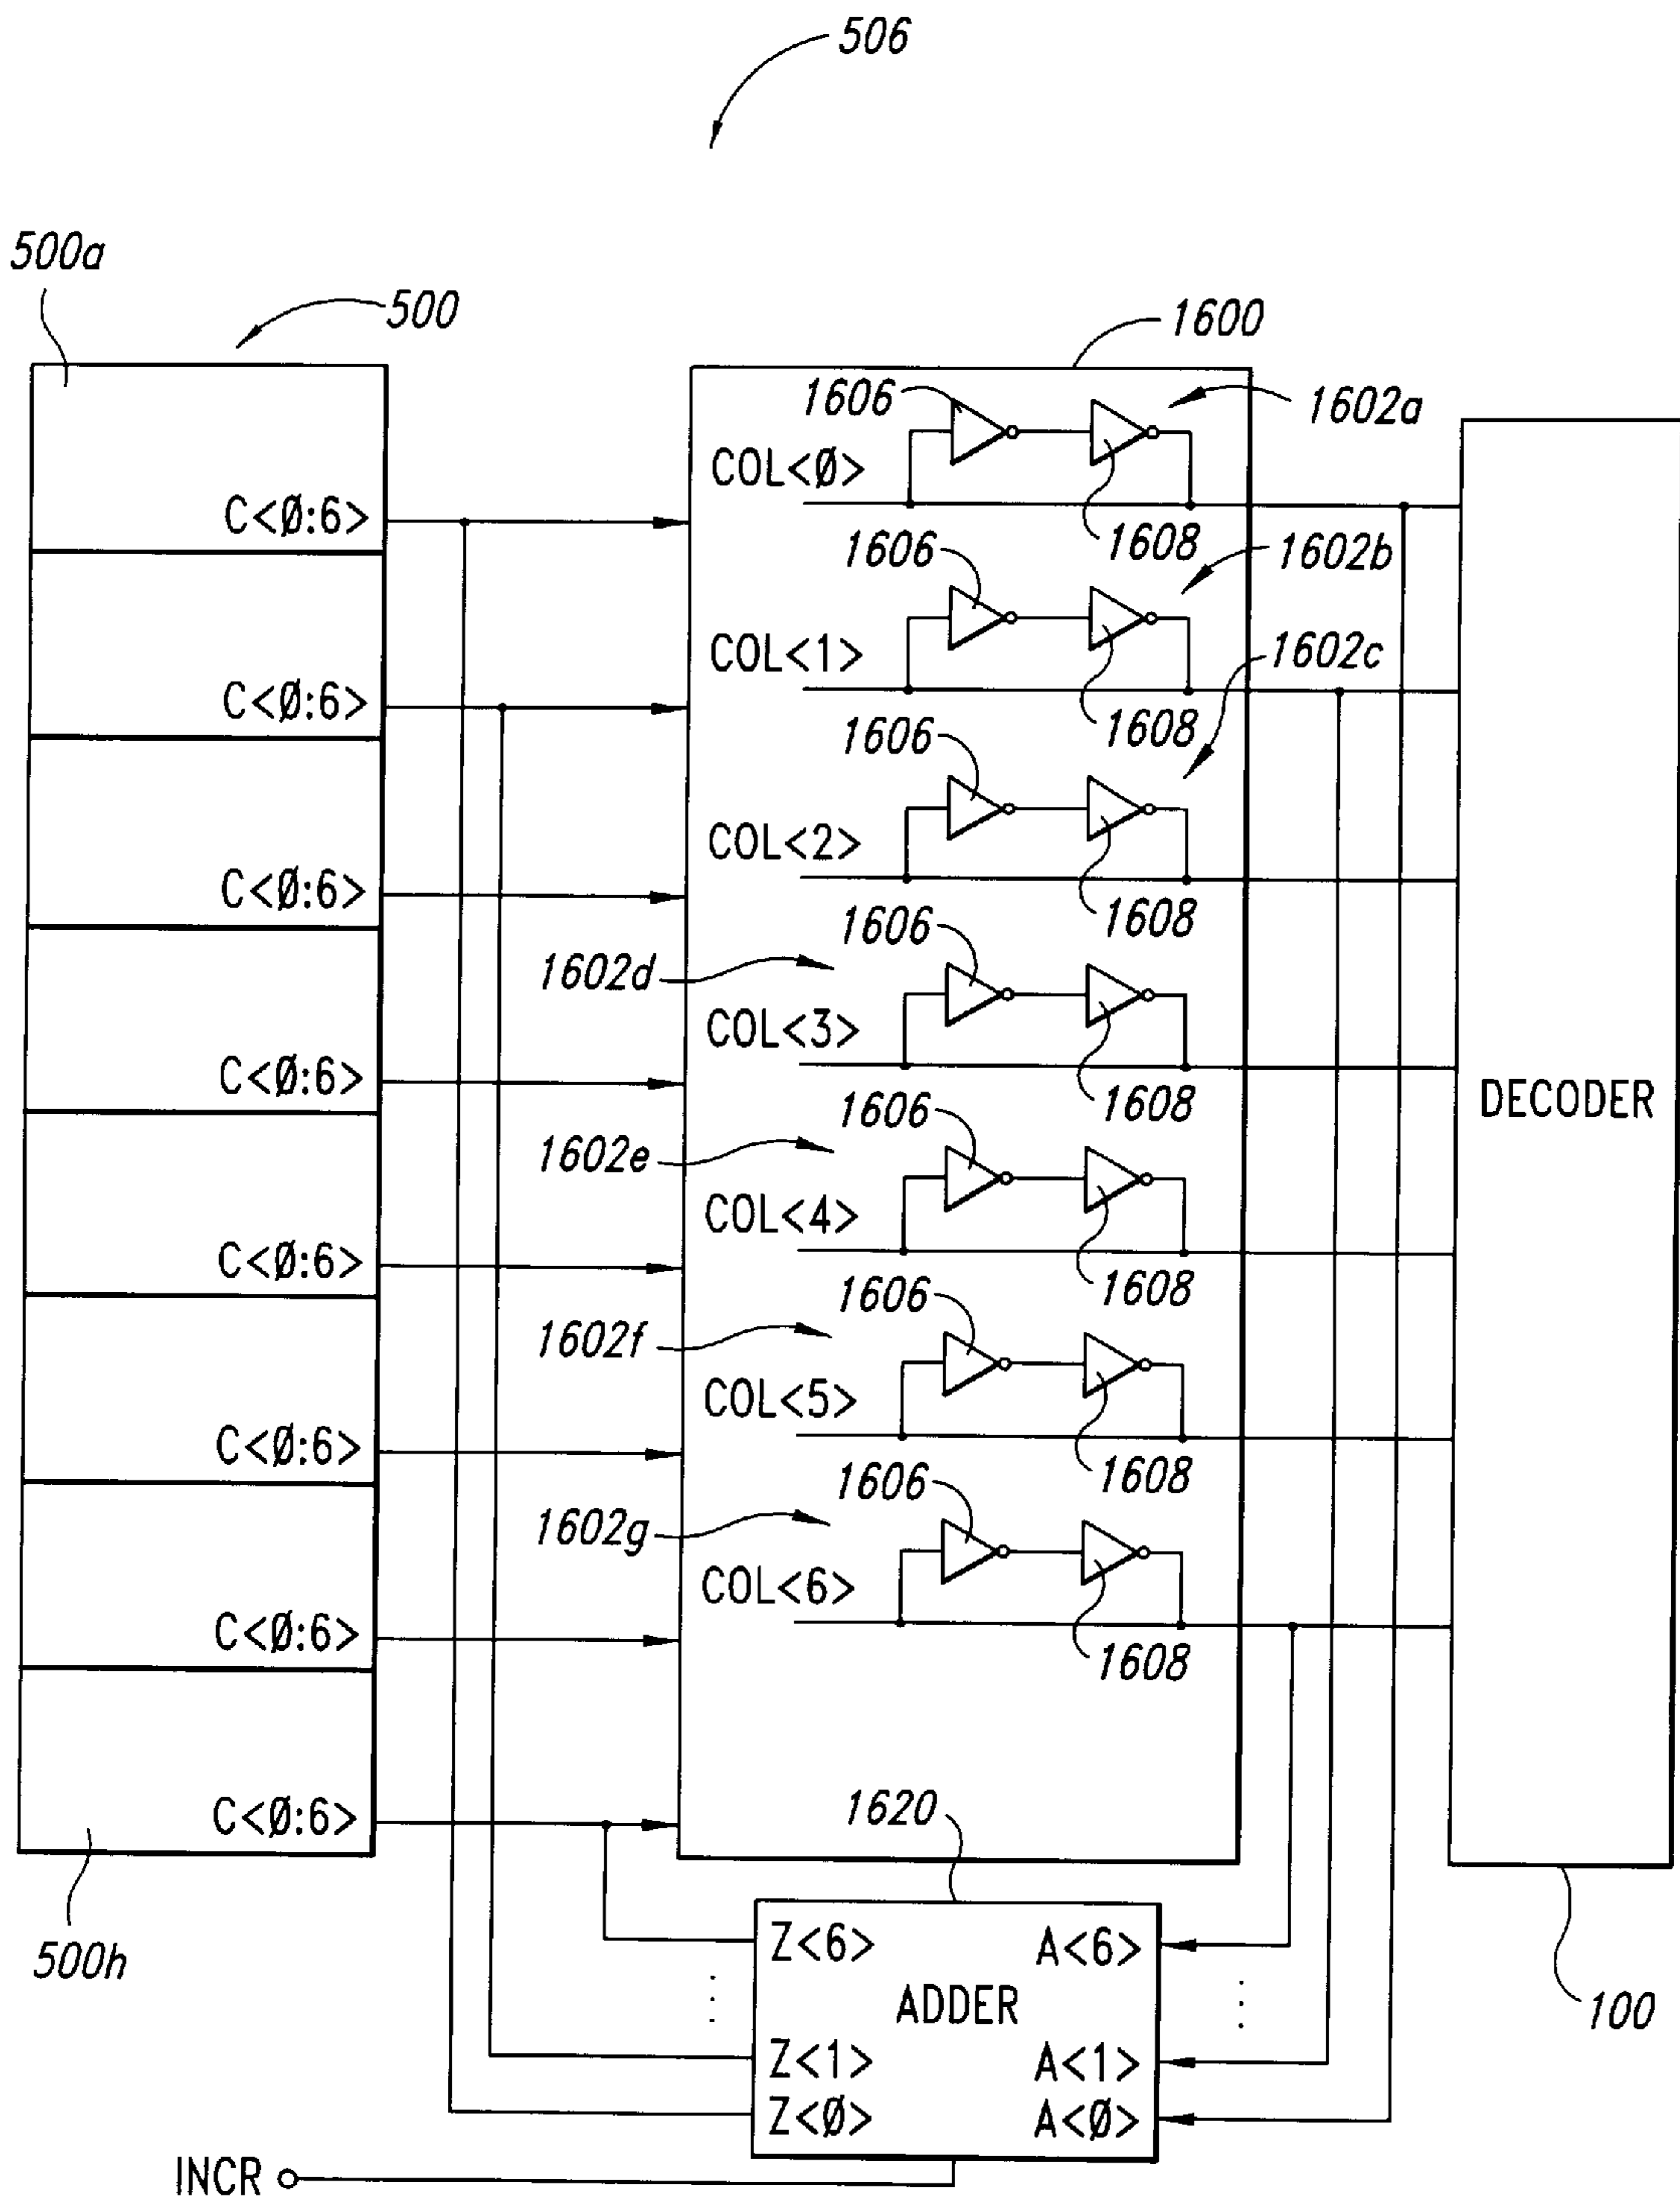 506
500a
500
1600
1606
1602a
COL<Ø>
C<Ø:6>
1608
1606
1602b
COL<1>
1602c
C<Ø:6>
1608
1606
COL<2>
C<Ø:6>
1608
1606
1602d
COL<3>
C<Ø:6>
1608
DECODER
1606
1602e
COL<4>
C<Ø:6>
1608
1606
1602f
COL<5>
C<Ø:6>
1608
1606
1602g
COL<6>
C<Ø:6>
1608
C<Ø:6>
1620
500h
Z<6> A<6>
ADDER
100
Z<1> A<1>
Z<Ø> A<Ø>
INCR